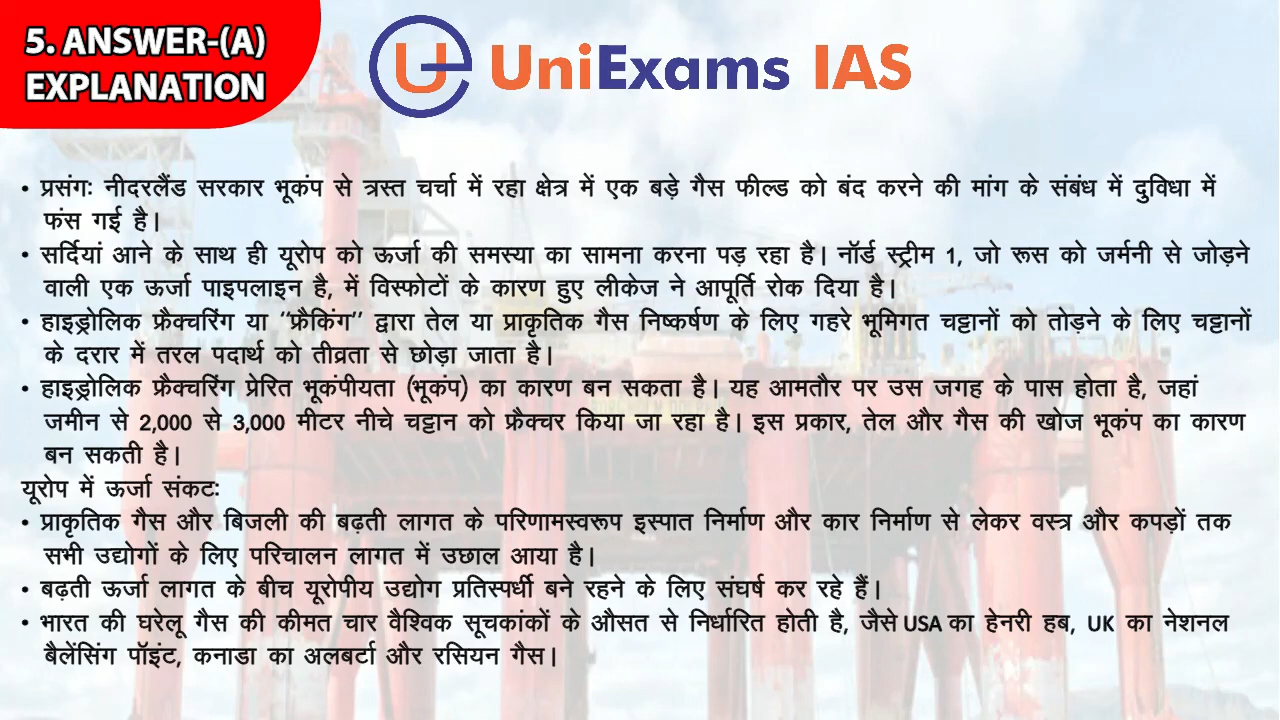 5. ANSWER-(A)
EXPLANATION
UniExams IAS
• प्रसंगः नीदरलैंड सरकार भूकंप से त्रस्त चर्चा में रहा क्षेत्र में एक बड़े गैस फील्ड को बंद करने की मांग के संबंध में दुविधा में
फंस गई है।
• सर्दियां आने के साथ ही यूरोप को ऊर्जा की समस्या का सामना करना पड़ रहा है। नॉर्ड स्ट्रीम 1, जो रूस को जर्मनी से जोड़ने
वाली एक ऊर्जा पाइपलाइन है, में विस्फोटों के कारण हुए लीकेज ने आपूर्ति रोक दिया है।
• हाइड्रोलिक फ्रैक्चरिंग या ‘‘फ्रैकिंग’’ द्वारा तेल या प्राकृतिक गैस निष्कर्षण के लिए गहरे भूमिगत चट्टानों को तोड़ने के लिए चट्टानों
के दरार में तरल पदार्थ को तीव्रता से छोड़ा जाता है।
• हाइड्रोलिक फ्रैक्चरिंग प्रेरित भूकंपीयता (भूकंप) का कारण बन सकता है। यह आमतौर पर उस जगह के पास होता है, जहां
जमीन से 2,000 से 3,000 मीटर नीचे चट्टान को फ्रैक्चर किया जा रहा है। इस प्रकार, तेल और गैस की खोज भूकंप का कारण
बन सकती है।
यूरोप में ऊर्जा संकटः
• प्राकृतिक गैस और बिजली की बढ़ती लागत के परिणामस्वरूप इस्पात निर्माण और कार निर्माण से लेकर वस्त्र और कपड़ों तक
सभी उद्योगों के लिए परिचालन लागत में उछाल आया है।
• बढ़ती ऊर्जा लागत के बीच यूरोपीय उद्योग प्रतिस्पर्धी बने रहने के लिए संघर्ष कर रहे हैं।
• भारत की घरेलू गैस की कीमत चार वैश्विक सूचकांकों के औसत से निर्धारित होती है, जैसे USA का हेनरी हब, UK का नेशनल
बैलेंसिंग पॉइंट, कनाडा का अलबर्टा और रसियन गैस।